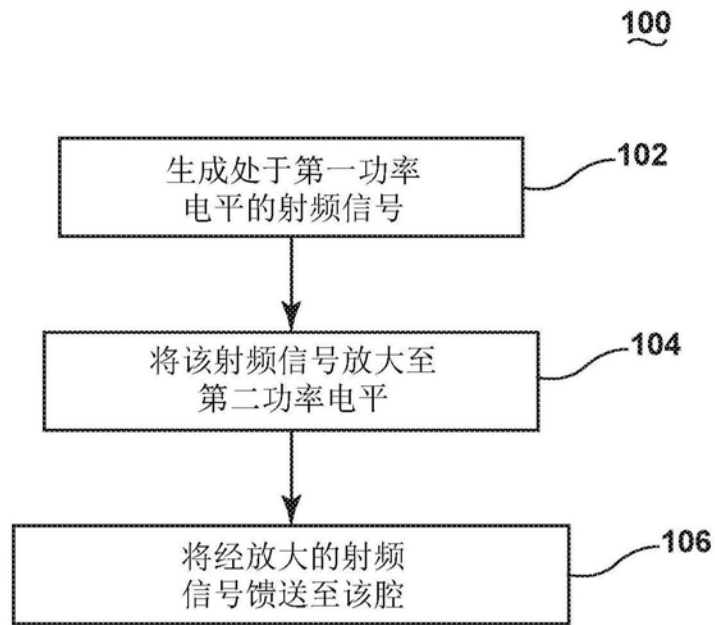 100
生成处于第一功率
电平的射频信号
102
将该射频信号放大至
第二功率电平
104
将经放大的射频
信号馈送至该腔
106